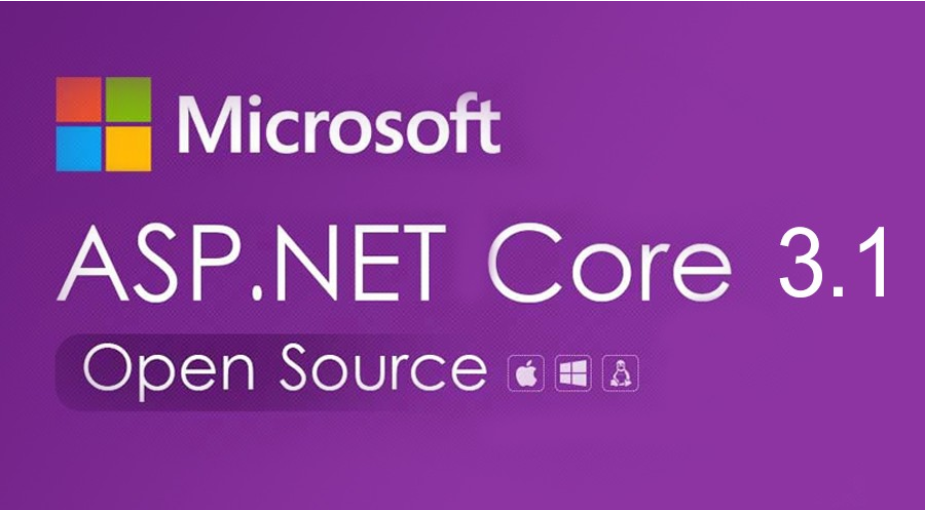 Microsoft
ASP.NET Core 3.1
Open Source